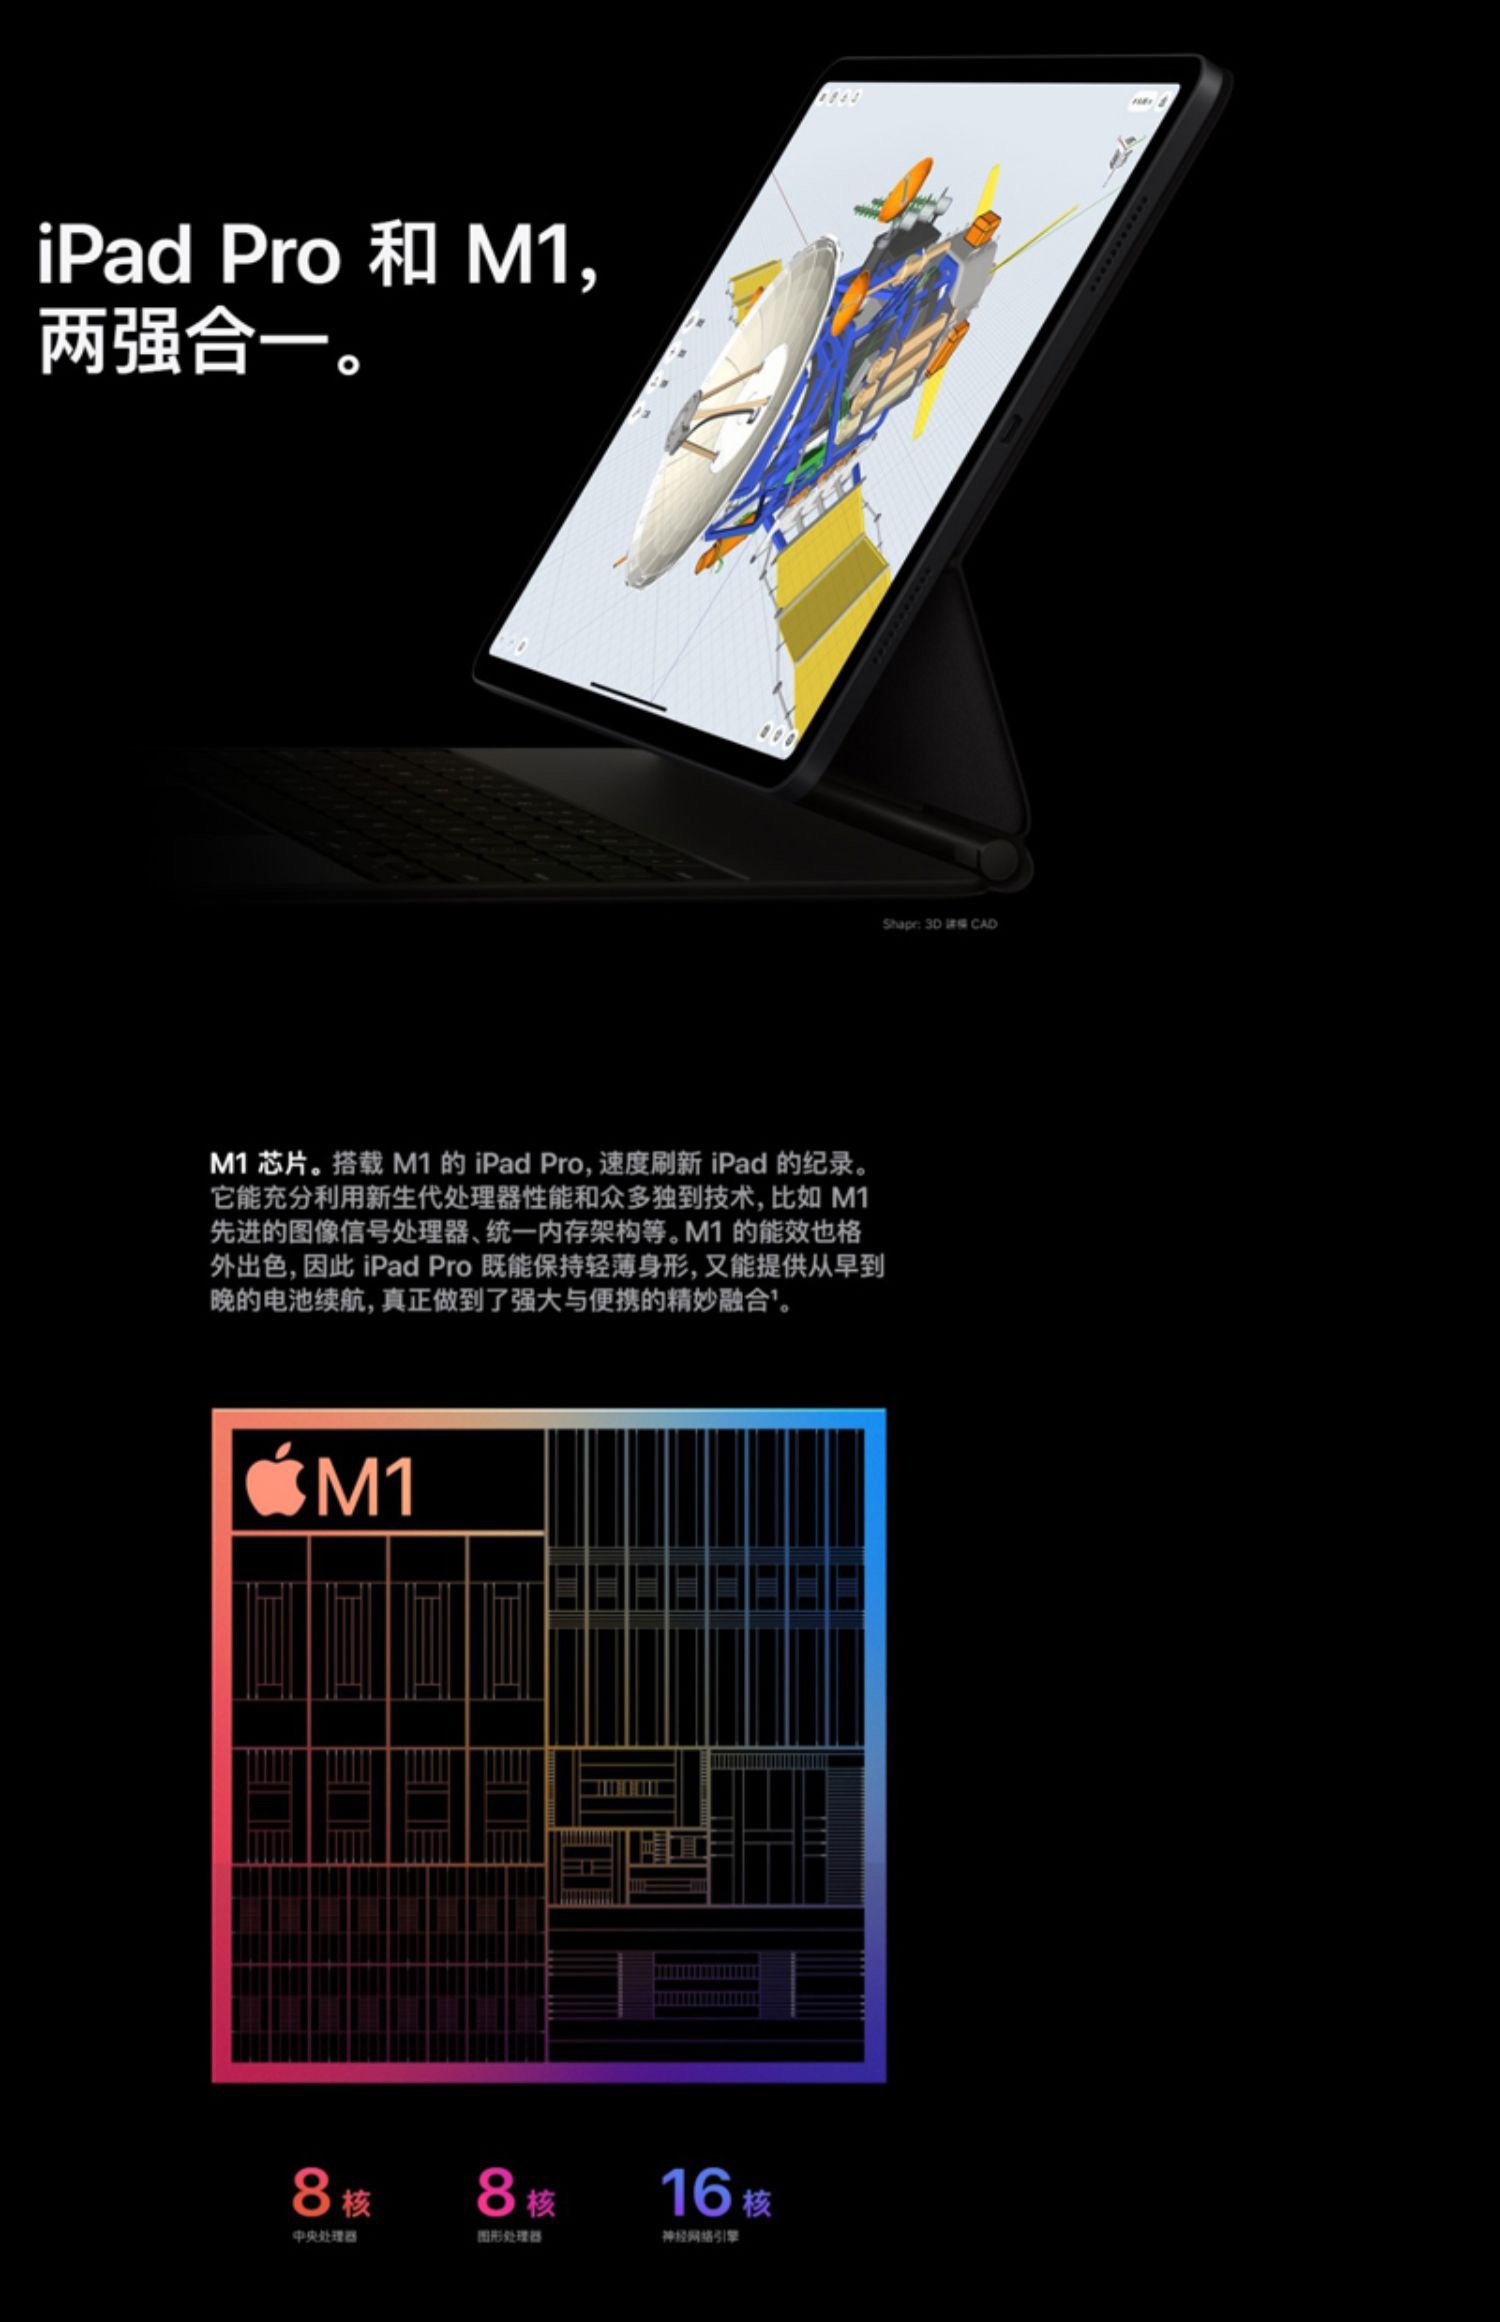 iPad Pro 和 M1,
两强合一。
Shapr: 3D 建模 CAD
M1 芯片。搭载 M1 的 iPad Pro, 速度刷新 iPad 的纪录。
它能充分利用新生代处理器性能和众多独到技术, 比如 M1
先进的图像信号处理器、统一内存架构等。M1 的能效也格
外出色, 因此 iPad Pro 既能保持轻薄身形, 又能提供从早到
晚的电池续航, 真正做到了强大与便携的精妙融合¹。
M1
8 核 8 核 16 核
中央处理器 图形处理器 神经网络引擎